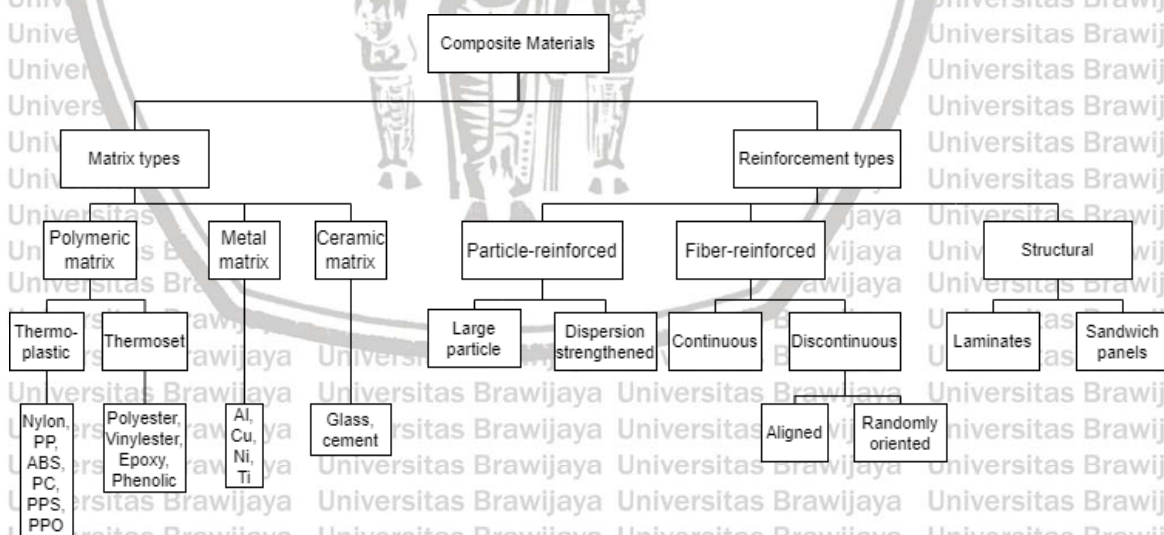 Composite Materials
Matrix types
Reinforcement types
Polymeric
matrix
Metal
matrix
Ceramic
matrix
Particle-reinforced
Fiber-reinforced
Structural
Thermo-
plastic
Thermoset
Large
particle
Dispersion
strengthened
Continuous
Discontinuous
Laminates
Sandwich
panels
Nylon,
PP,
ABS,
PC,
PPS,
PPO
Polyester,
Vinylester,
Epoxy,
Phenolic
Al,
Cu,
Ni,
Ti
Glass,
cement
Aligned
Randomly
oriented
Universitas Brawijaya